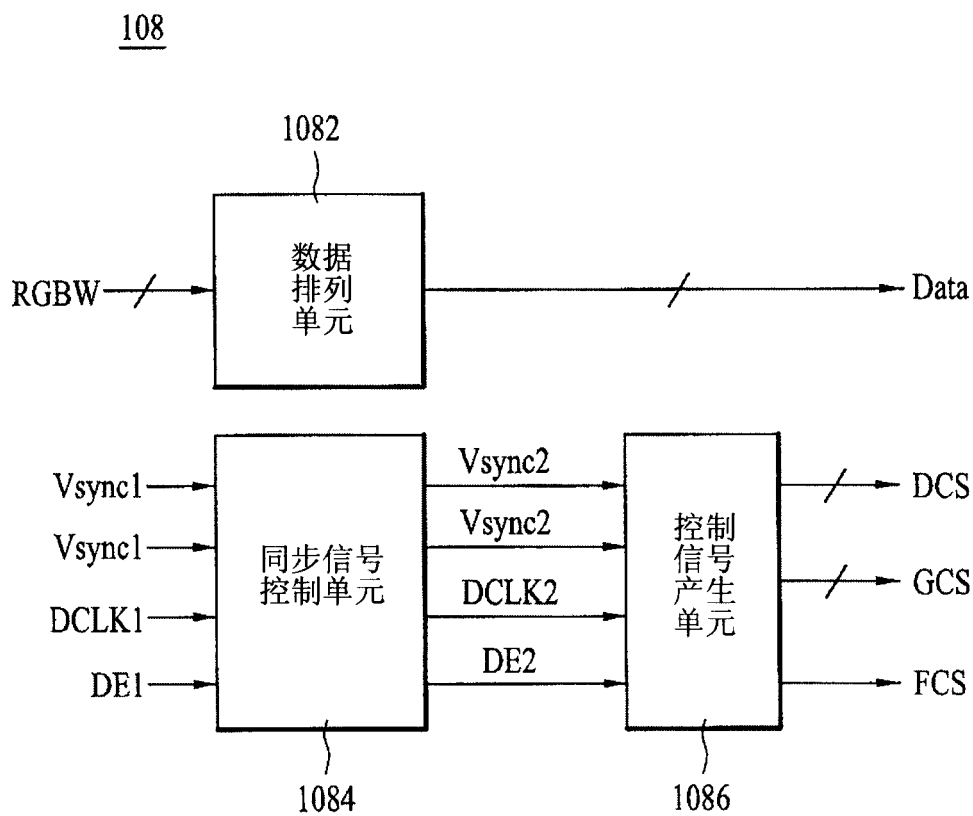 108
1082
数据
排列
单元
RGBW
Data
Vsync1
Vsync1
DCLK1
DE1
同步信号
控制单元
Vsync2
Vsync2
DCLK2
DE2
控制
信号
产生
单元
DCS
GCS
FCS
1084
1086